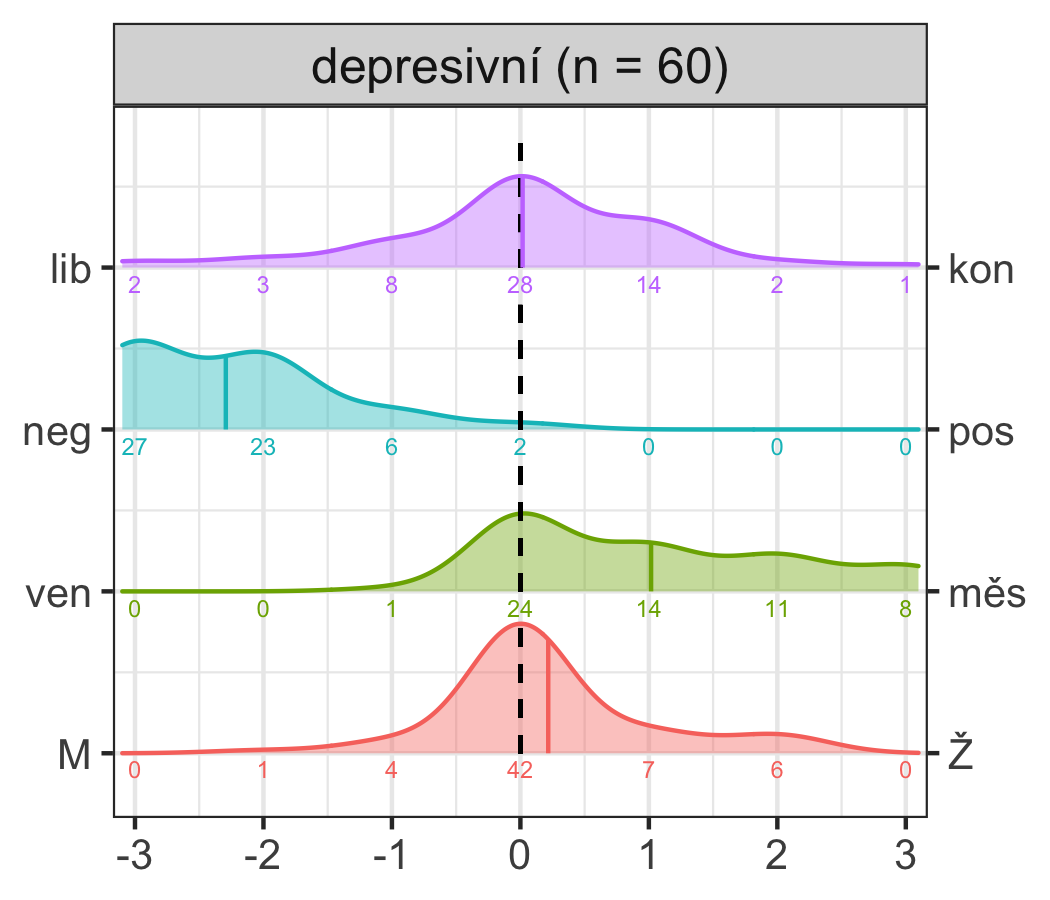 depresivní (n = 60)
lib kon
2 3 8 28 14 2 1
neg pos
27 23 6 2 0 0 0
ven měs
0 0 1 24 14 11 8
M Ž
0 1 4 42 7 6 0
-3 -2 -1 0 1 2 3